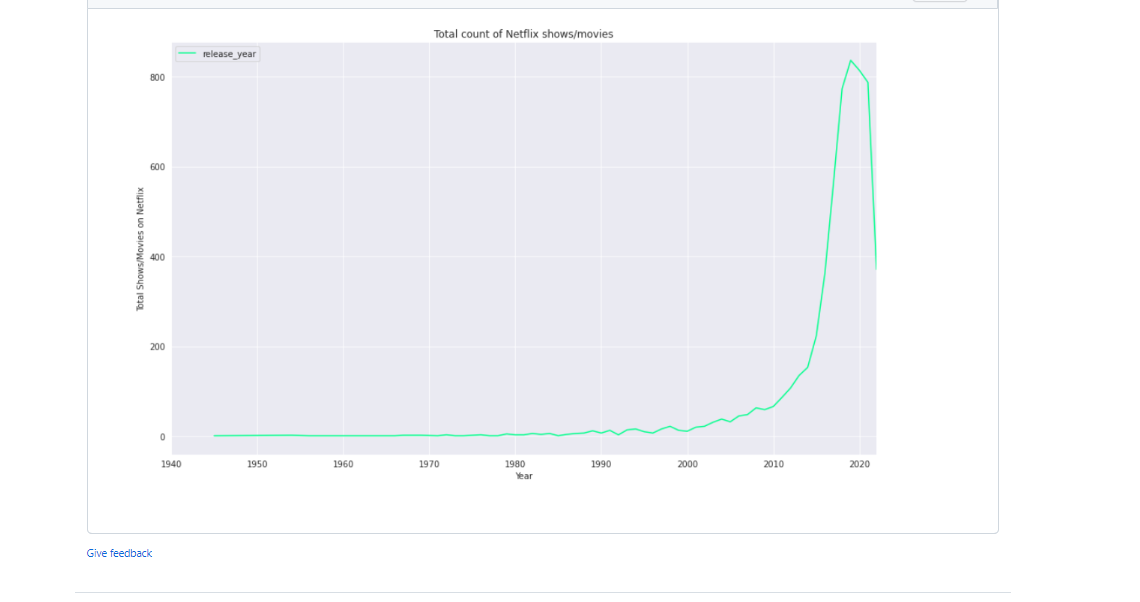 Total count of Netflix shows/movies
release_year
800
600
400
200
0
Total Shows/Movies on Netflix
1940 1950 1960 1970 1980 1990 2000 2010 2020
Year
Give feedback